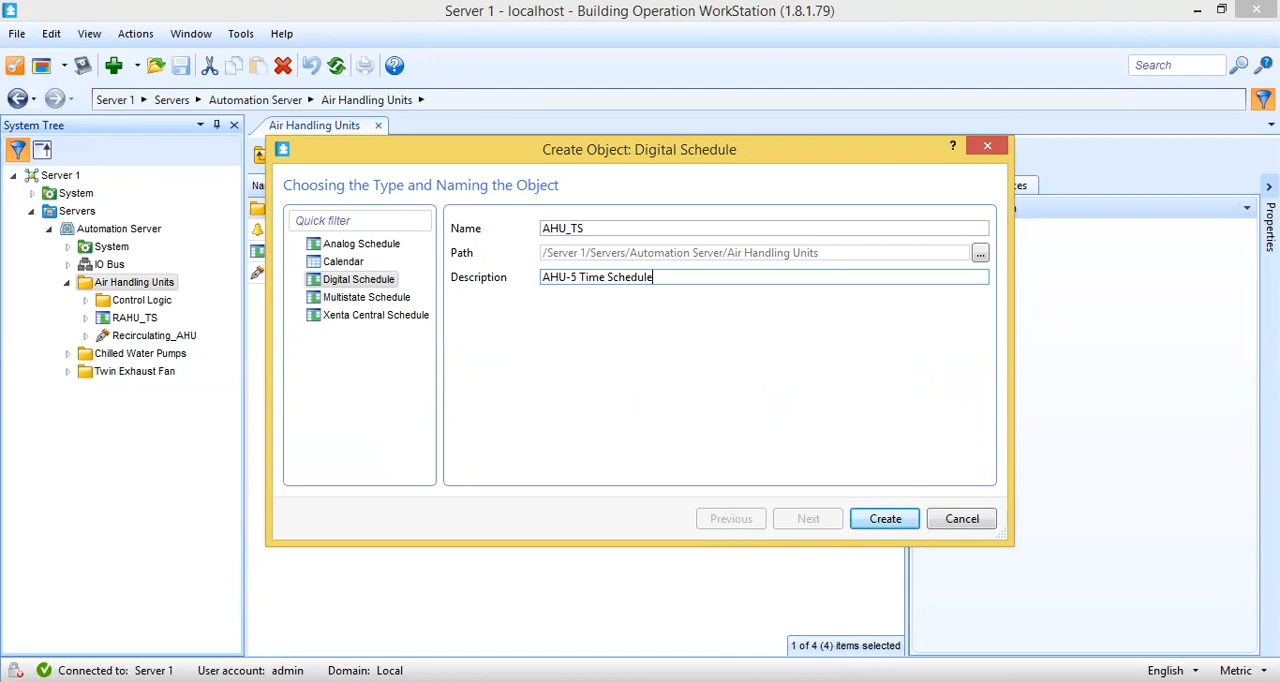 Server 1 - localhost - Building Operation WorkStation (1.8.1.79)
File Edit View Actions Window Tools Help
Search
Server 1 Servers Automation Server Air Handling Units
System Tree
Air Handling Units
Create Object: Digital Schedule
?
Choosing the Type and Naming the Object
Server 1
System
Servers
Automation Server
System
IO Bus
Air Handling Units
Control Logic
RAHU_TS
Recirculating_AHU
Chilled Water Pumps
Twin Exhaust Fan
Na
Quick filter
Analog Schedule
Calendar
Digital Schedule
Multistate Schedule
Xenta Central Schedule
Name AHU_TS
Path /Server 1/Servers/Automation Server/Air Handling Units ...
Description AHU-5 Time Schedule
Previous Next Create Cancel
Properties
1 of 4 (4) items selected
Connected to: Server 1 User account: admin Domain: Local English Metric